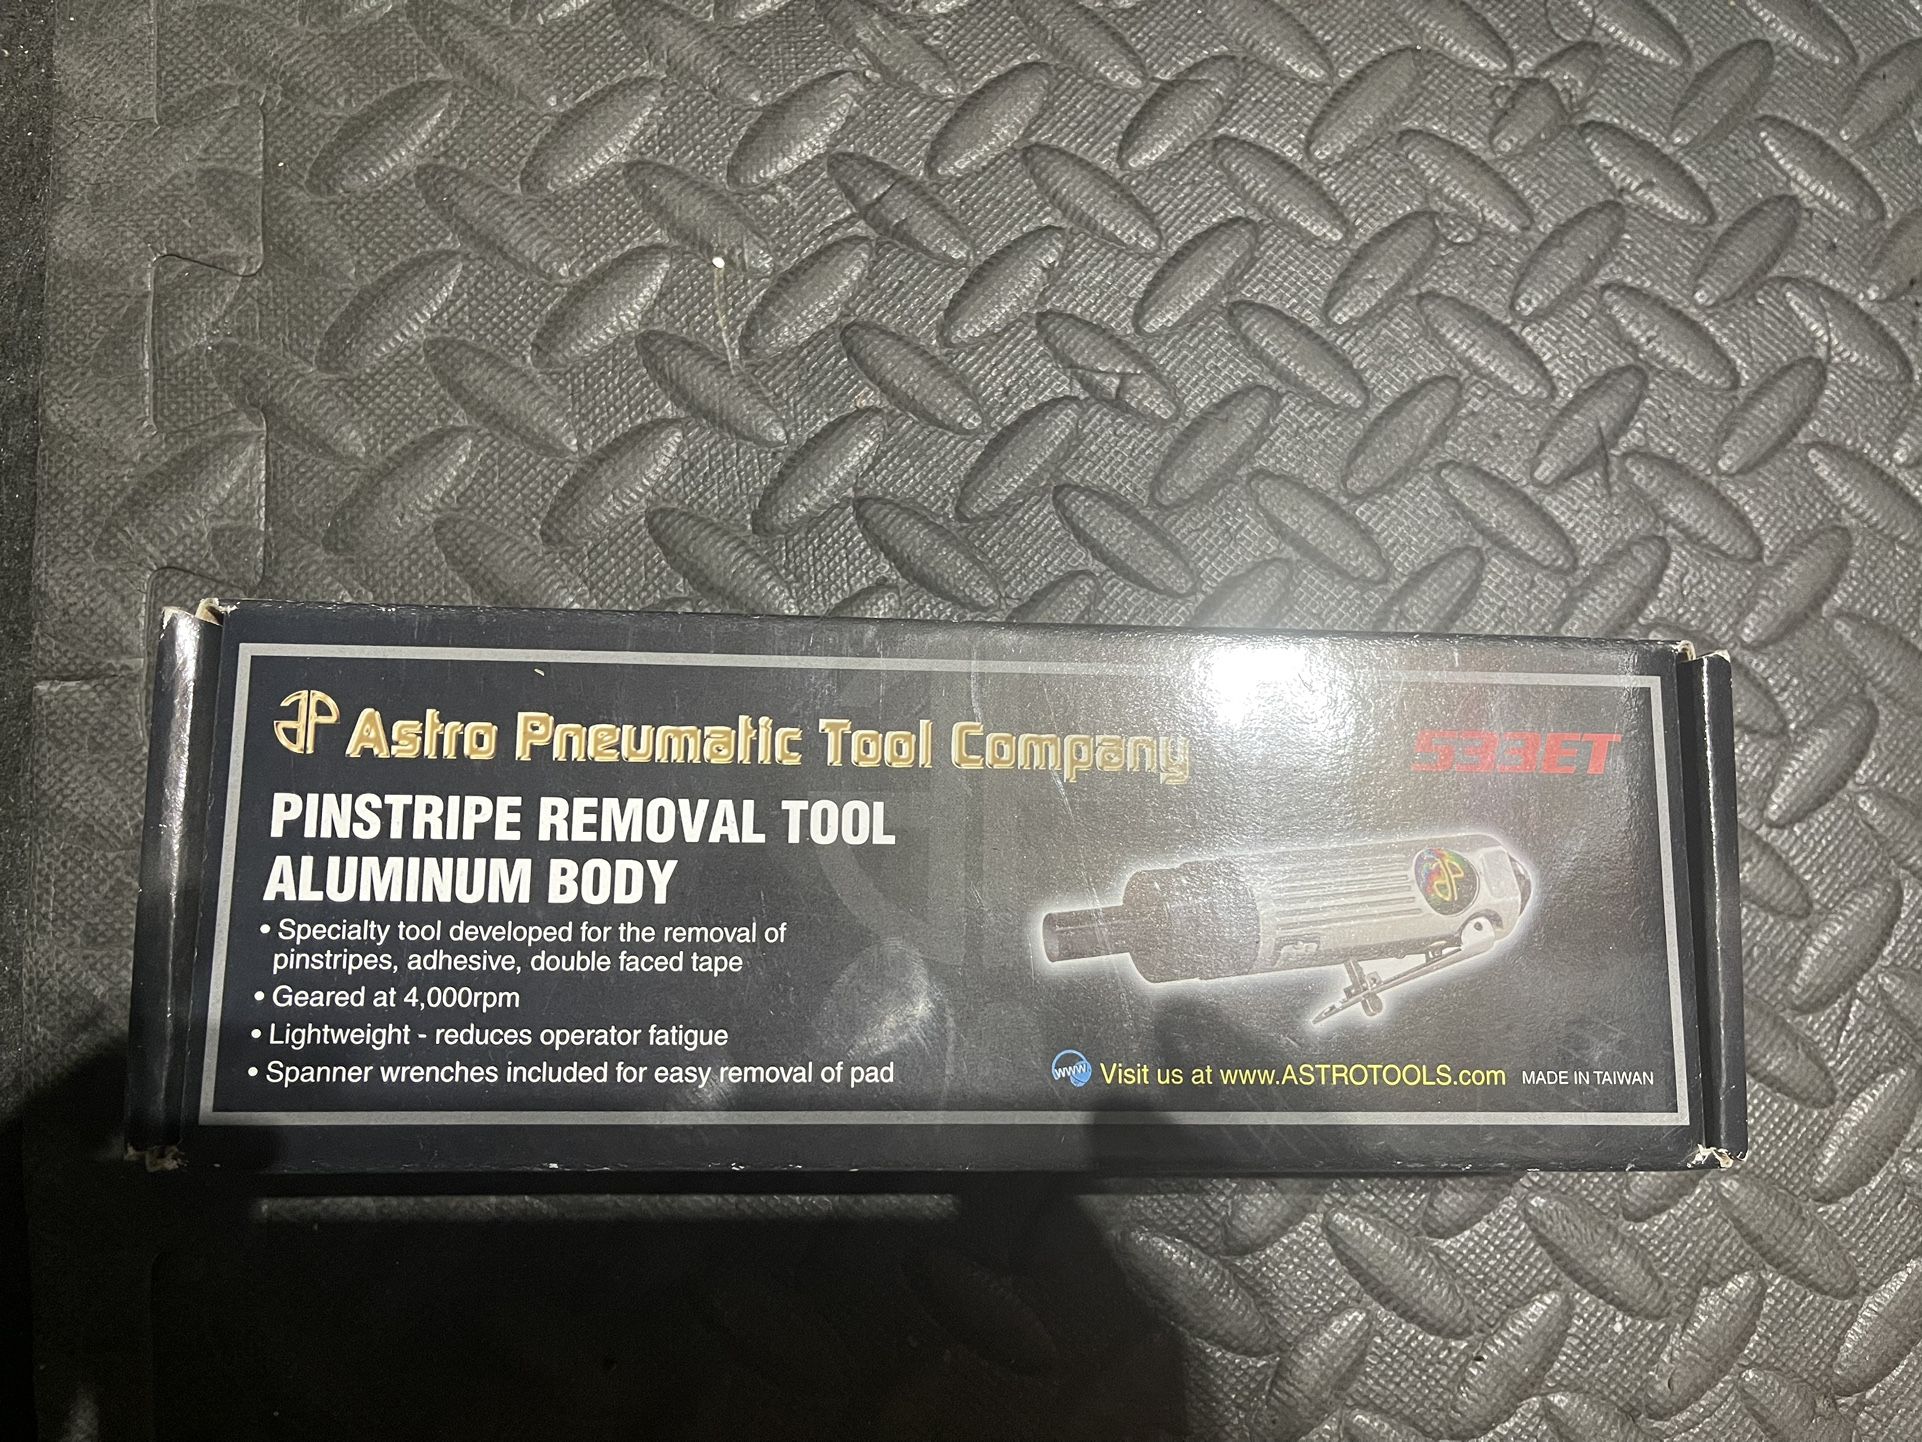 Astro Pneumatic Tool Company
533ET
PINSTRIPE REMOVAL TOOL
ALUMINUM BODY
• Specialty tool developed for the removal of
pinstripes, adhesive, double faced tape
• Geared at 4,000rpm
• Lightweight - reduces operator fatigue
• Spanner wrenches included for easy removal of pad
www Visit us at www.ASTROTOOLS.com MADE IN TAIWAN